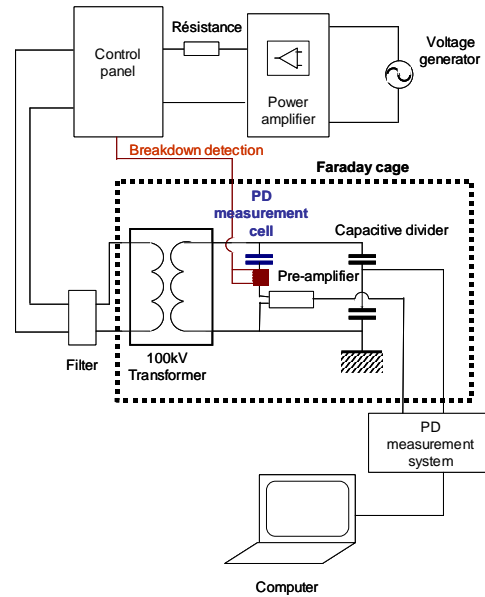 Résistance
Control
panel
Power
amplifier
Voltage
generator
Breakdown detection
Faraday cage
PD
measurement
cell
Capacitive divider
Pre-amplifier
Filter
100kV
Transformer
PD
measurement
system
Computer